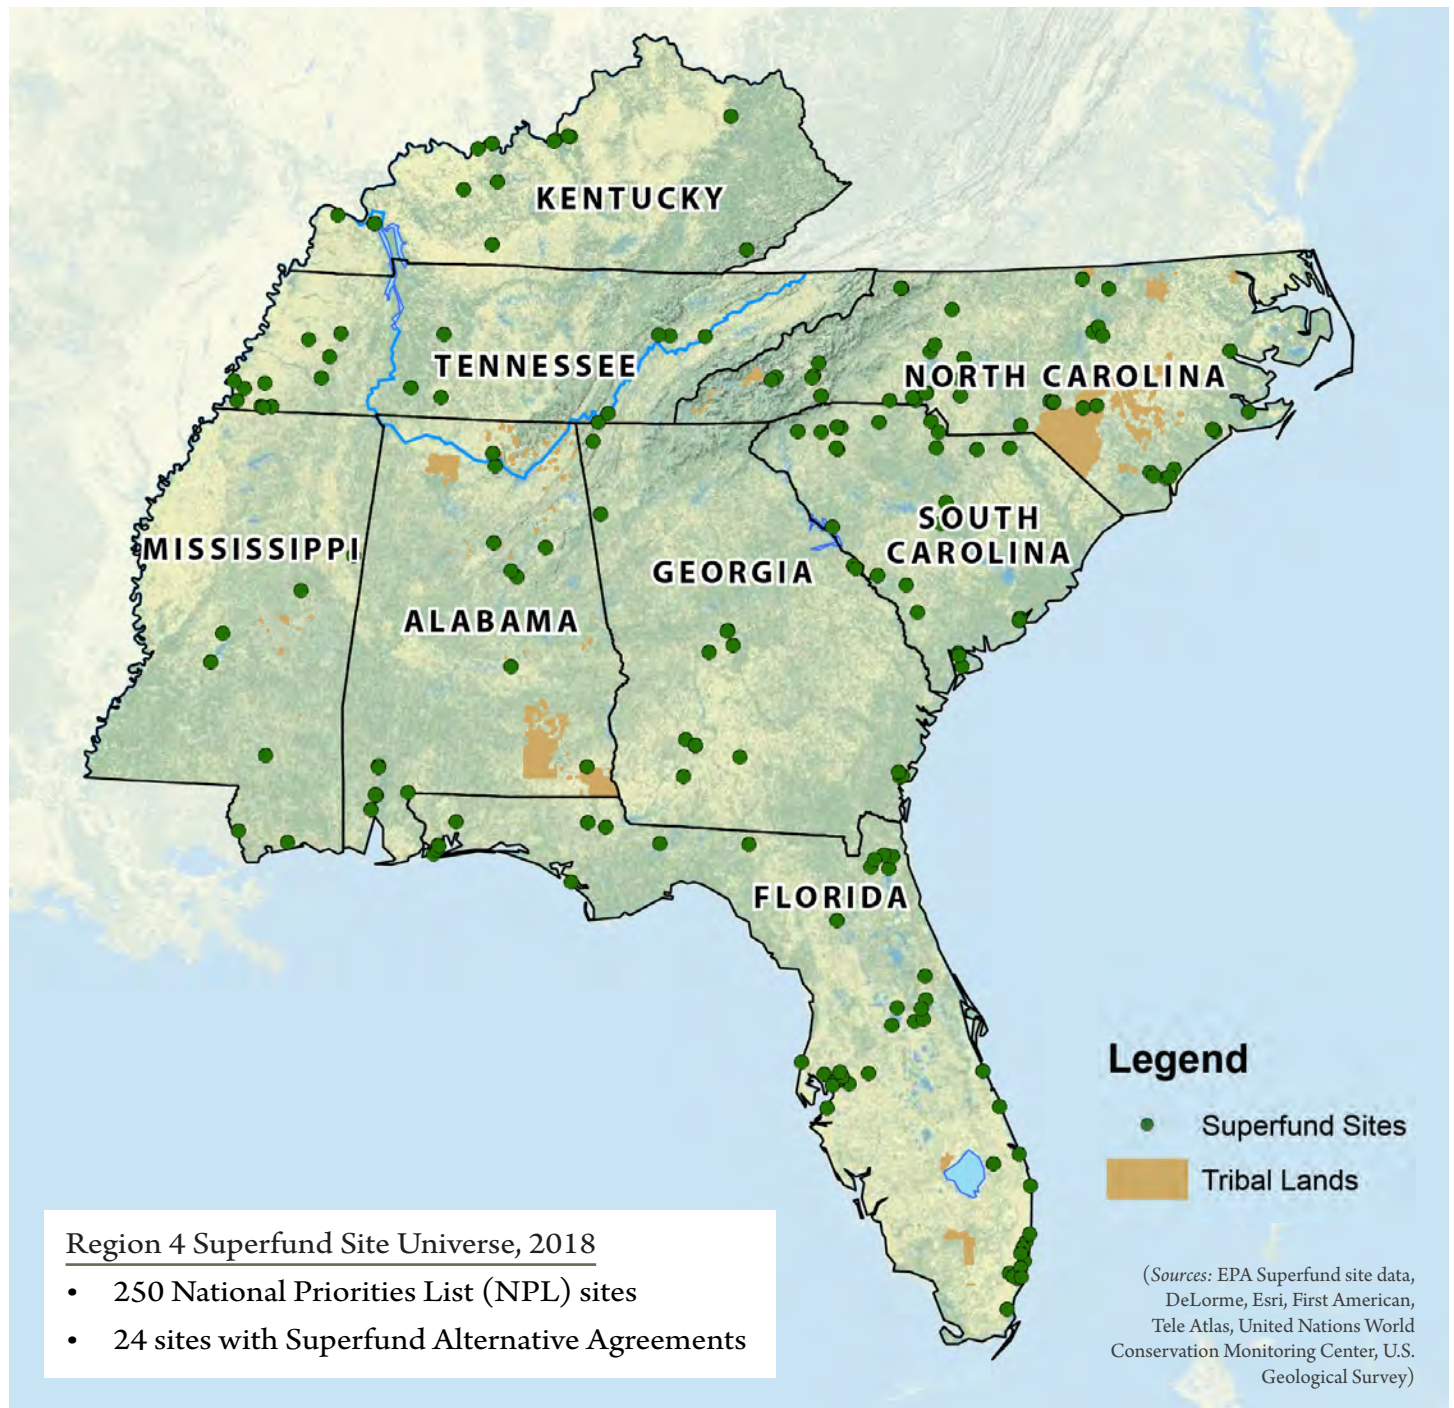 KENTUCKY
TENNESSEE
NORTH CAROLINA
SOUTH
CAROLINA
MISSISSIPPI
GEORGIA
ALABAMA
FLORIDA
Legend
Superfund Sites
Tribal Lands
Region 4 Superfund Site Universe, 2018
• 250 National Priorities List (NPL) sites
• 24 sites with Superfund Alternative Agreements
(Sources: EPA Superfund site data,
DeLorme, Esri, First American,
Tele Atlas, United Nations World
Conservation Monitoring Center, U.S.
Geological Survey)